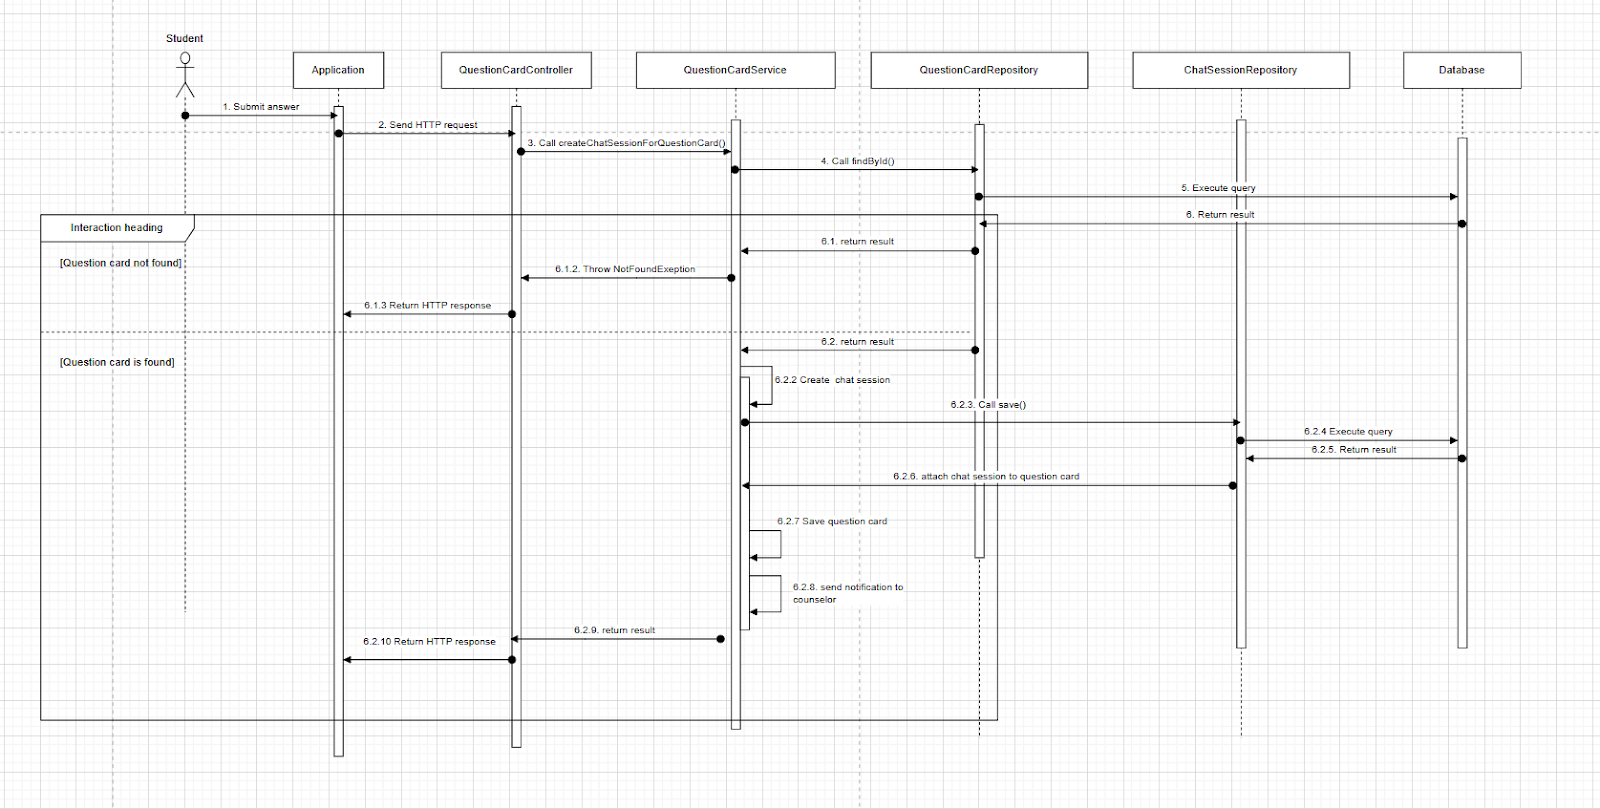 Student
Application
QuestionCardController
QuestionCardService
QuestionCardRepository
ChatSessionRepository
Database
1. Submit answer
2. Send HTTP request
3. Call createChatSessionForQuestionCard()
4. Call findById()
5. Execute query
6. Return result
Interaction heading
6.1. return result
[Question card not found]
6.1.2. Throw NotFoundExeption
6.1.3 Return HTTP response
6.2. return result
[Question card is found]
6.2.2 Create chat session
6.2.3. Call save()
6.2.4 Execute query
6.2.5. Return result
6.2.6. attach chat session to question card
6.2.7 Save question card
6.2.8. send notification to
counselor
6.2.9. return result
6.2.10 Return HTTP response